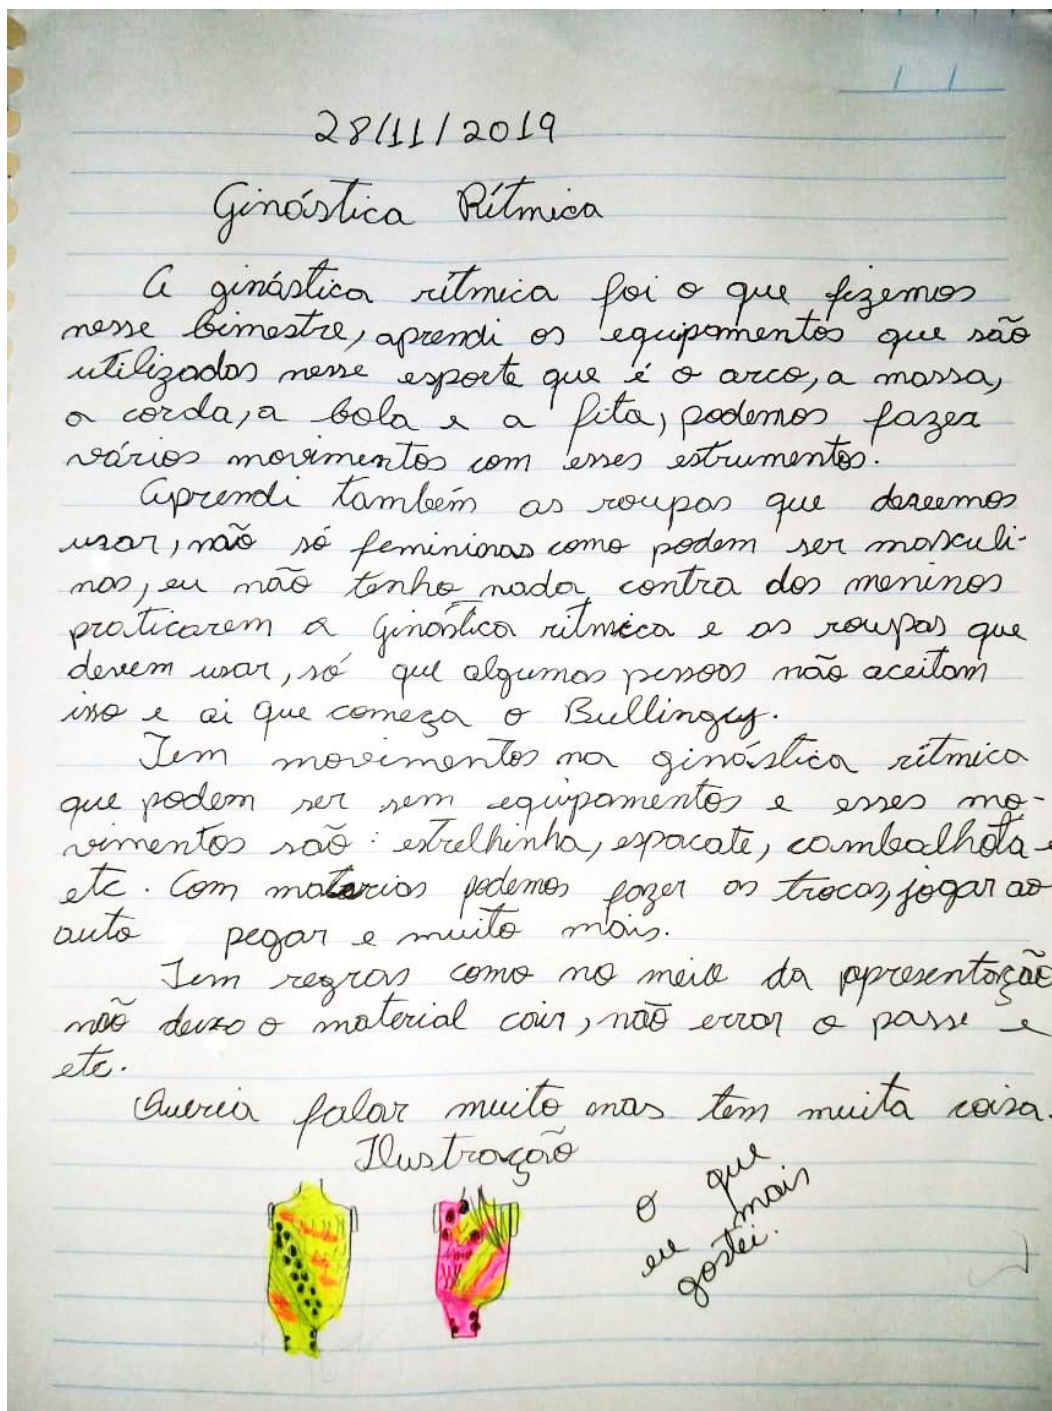 28/11/2019
Ginástica Rítmica
A ginástica rítmica foi o que fizemos
nesse bimestre, aprendi os equipamentos que são
utilizados nesse esporte que é o arco, a massa,
a corda, a bola e a fita, podemos fazer
vários movimentos com esses estrumentos.
Aprendi também as roupas que devemos
usar, não só femininas como podem ser masculi-
nas, eu não tenho nada contra dos meninos
praticarem a Ginástica ritmica e as roupas que
devem usar, só que algumas pessoas não aceitam
isso e ai que começa o Bullingy.
Tem movimentos na ginástica rítmica
que podem ser sem equipamentos e esses mo-
vimentos são: estrelhinha, espacate, cambalhota e
etc. Com materias podemos fazer as trocas, jogar ao
auto pegar e muito mais.
Tem regras como no meio da apresentação
não deixo o material cair, não errar o passe e
etc.
Queria falar muito mas tem muita coisa.
Ilustração
O que
eu mais
gostei.